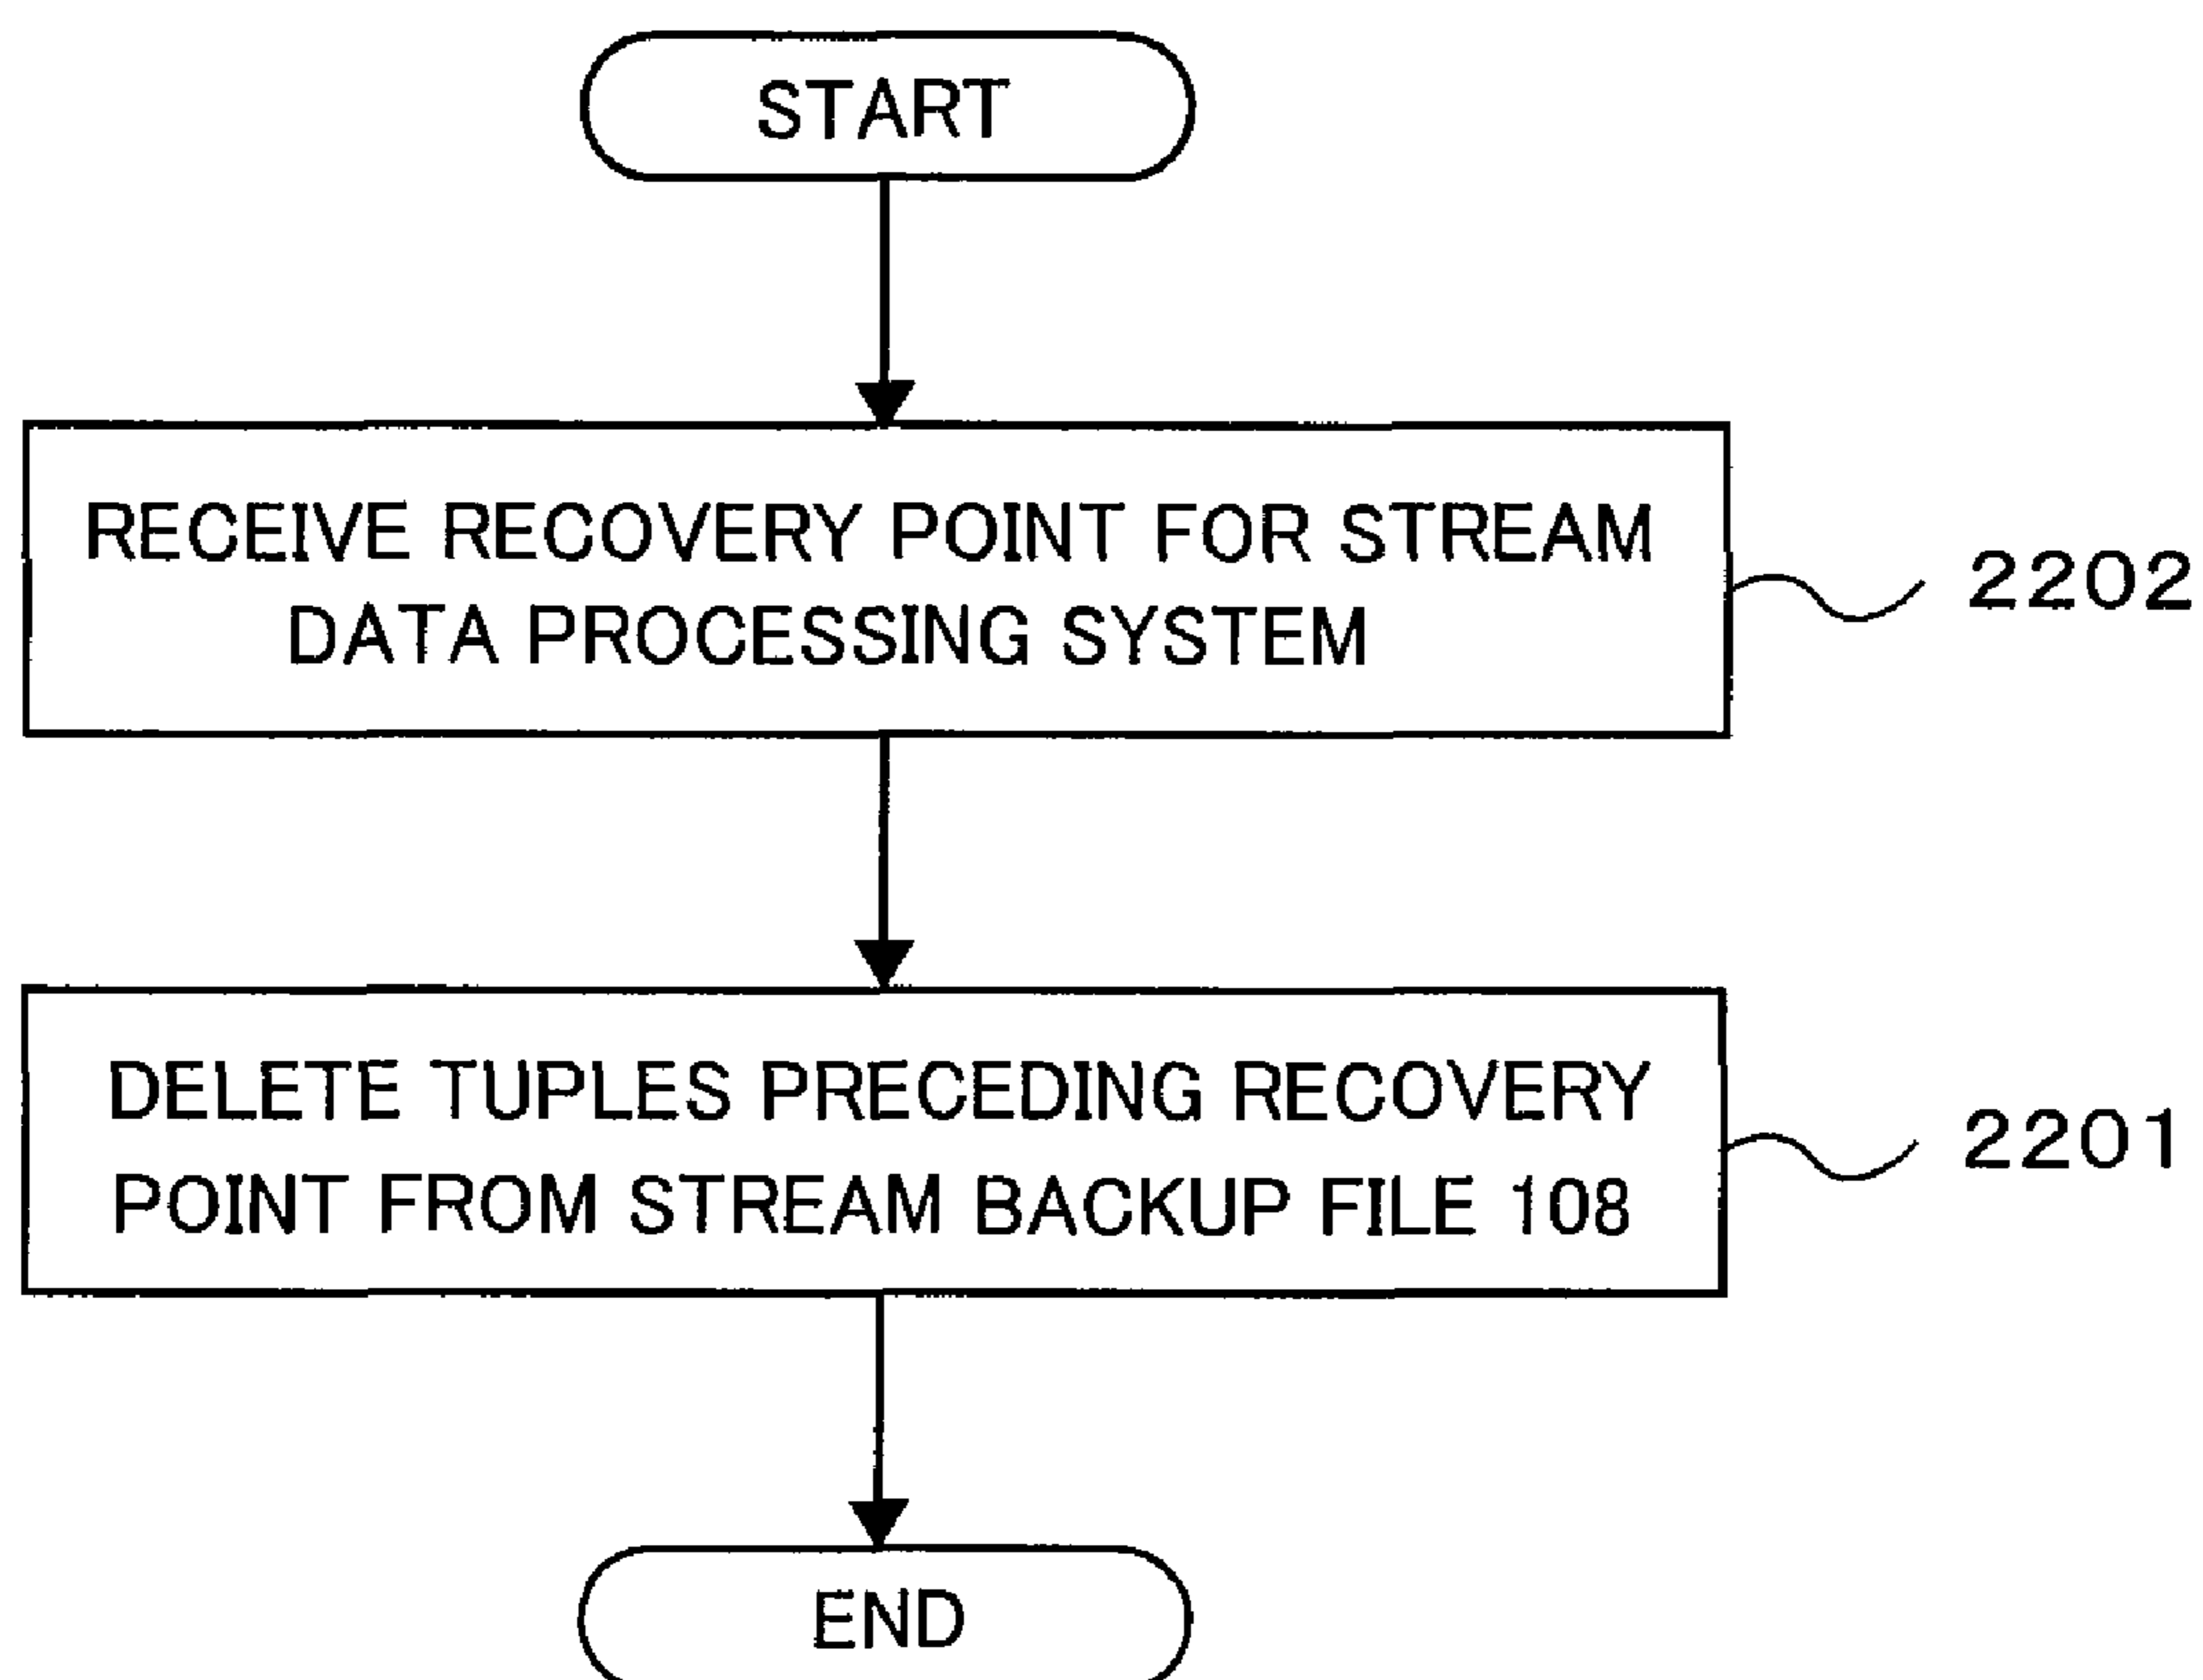 START
RECEIVE RECOVERY POINT FOR STREAM
DATA PROCESSING SYSTEM
2202
DELETE TUPLES PRECEDING RECOVERY
POINT FROM STREAM BACKUP FILE 108
2201
END